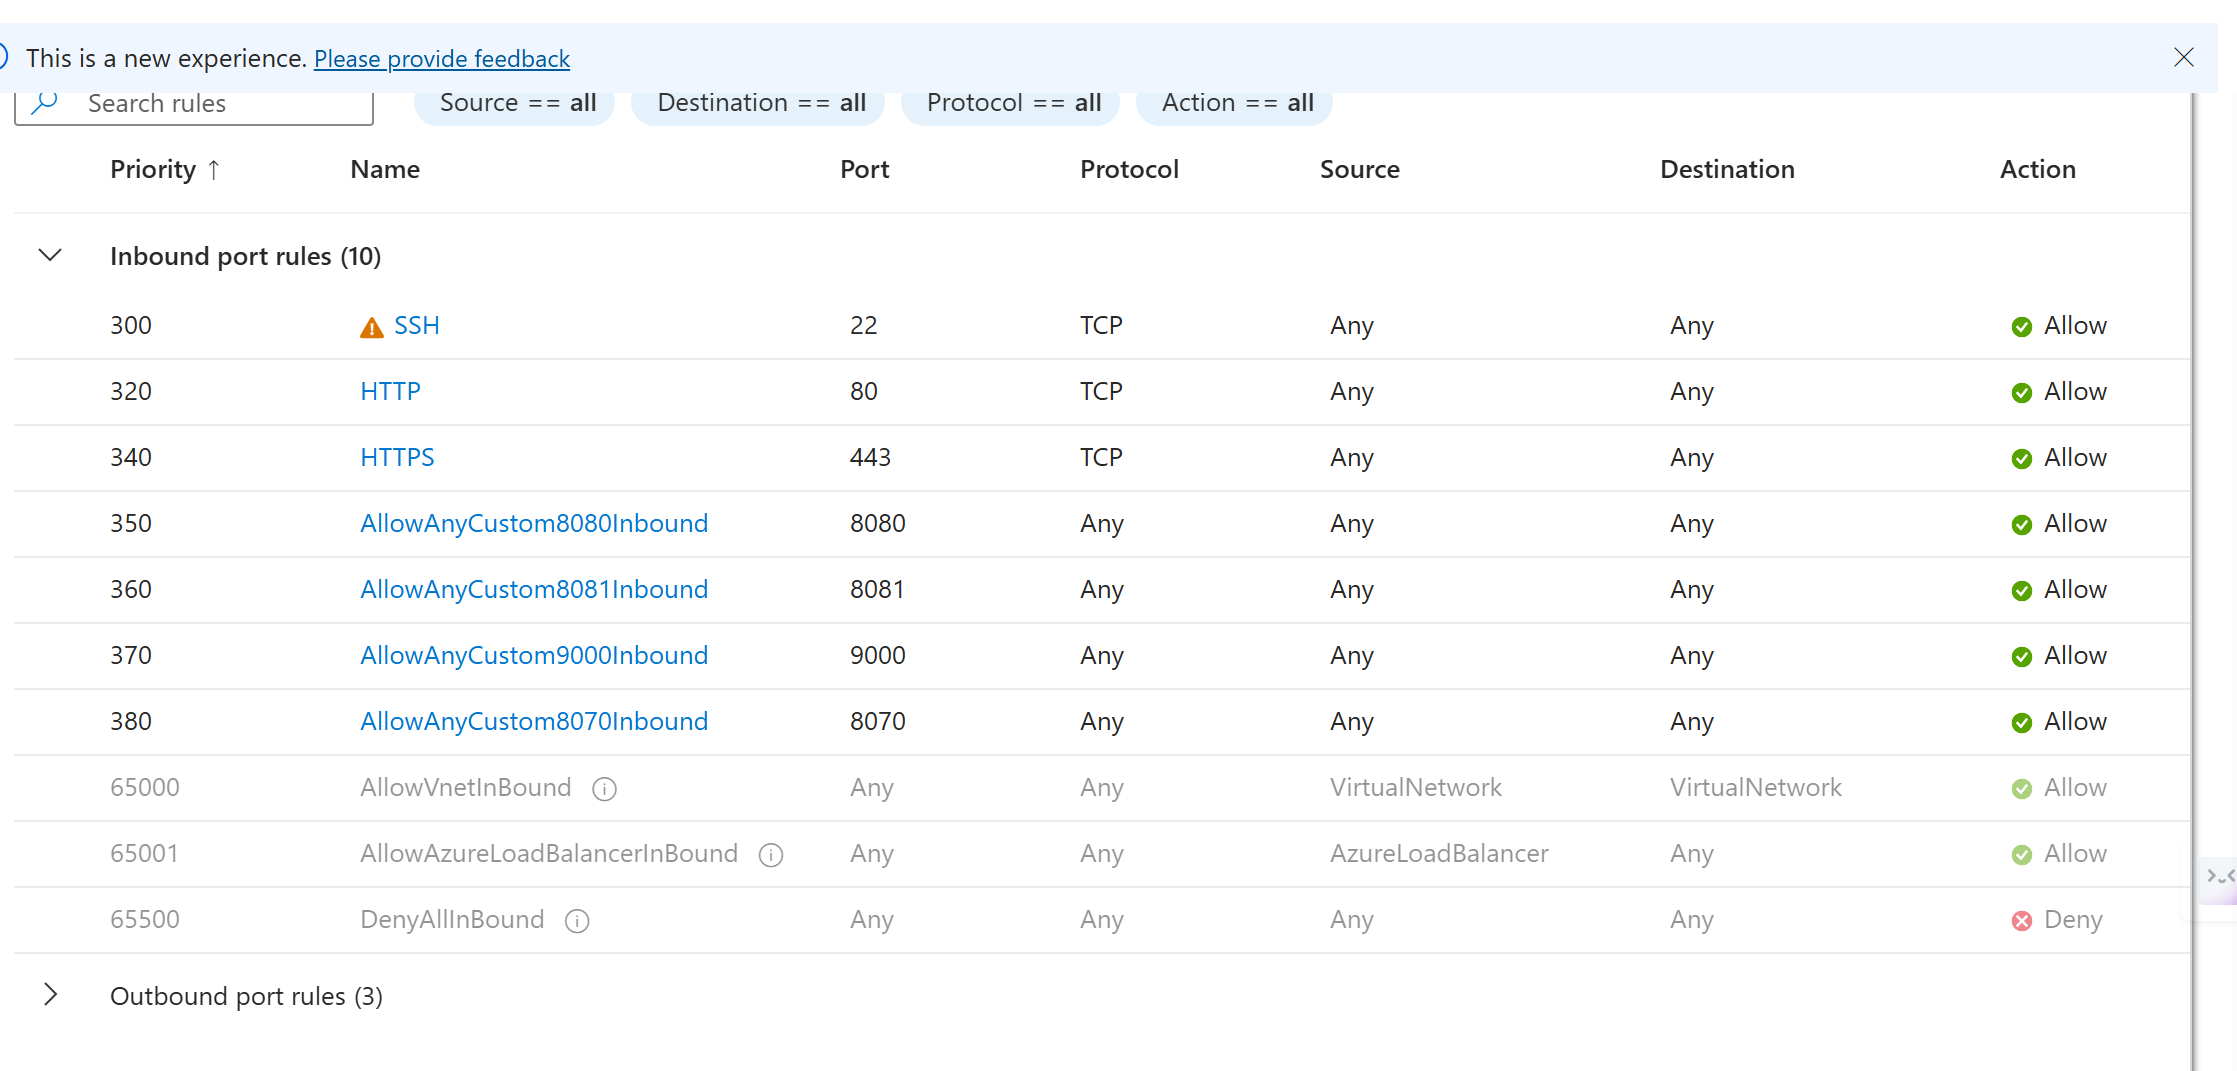 This is a new experience. Please provide feedback
Search rules Source == all Destination == all Protocol == all Action == all
Priority ↑ Name Port Protocol Source Destination Action
Inbound port rules (10)
300 SSH 22 TCP Any Any Allow
320 HTTP 80 TCP Any Any Allow
340 HTTPS 443 TCP Any Any Allow
350 AllowAnyCustom8080Inbound 8080 Any Any Any Allow
360 AllowAnyCustom8081Inbound 8081 Any Any Any Allow
370 AllowAnyCustom9000Inbound 9000 Any Any Any Allow
380 AllowAnyCustom8070Inbound 8070 Any Any Any Allow
65000 AllowVnetInBound Any Any VirtualNetwork VirtualNetwork Allow
65001 AllowAzureLoadBalancerInBound Any Any AzureLoadBalancer Any Allow
65500 DenyAllInBound Any Any Any Any Deny
Outbound port rules (3)